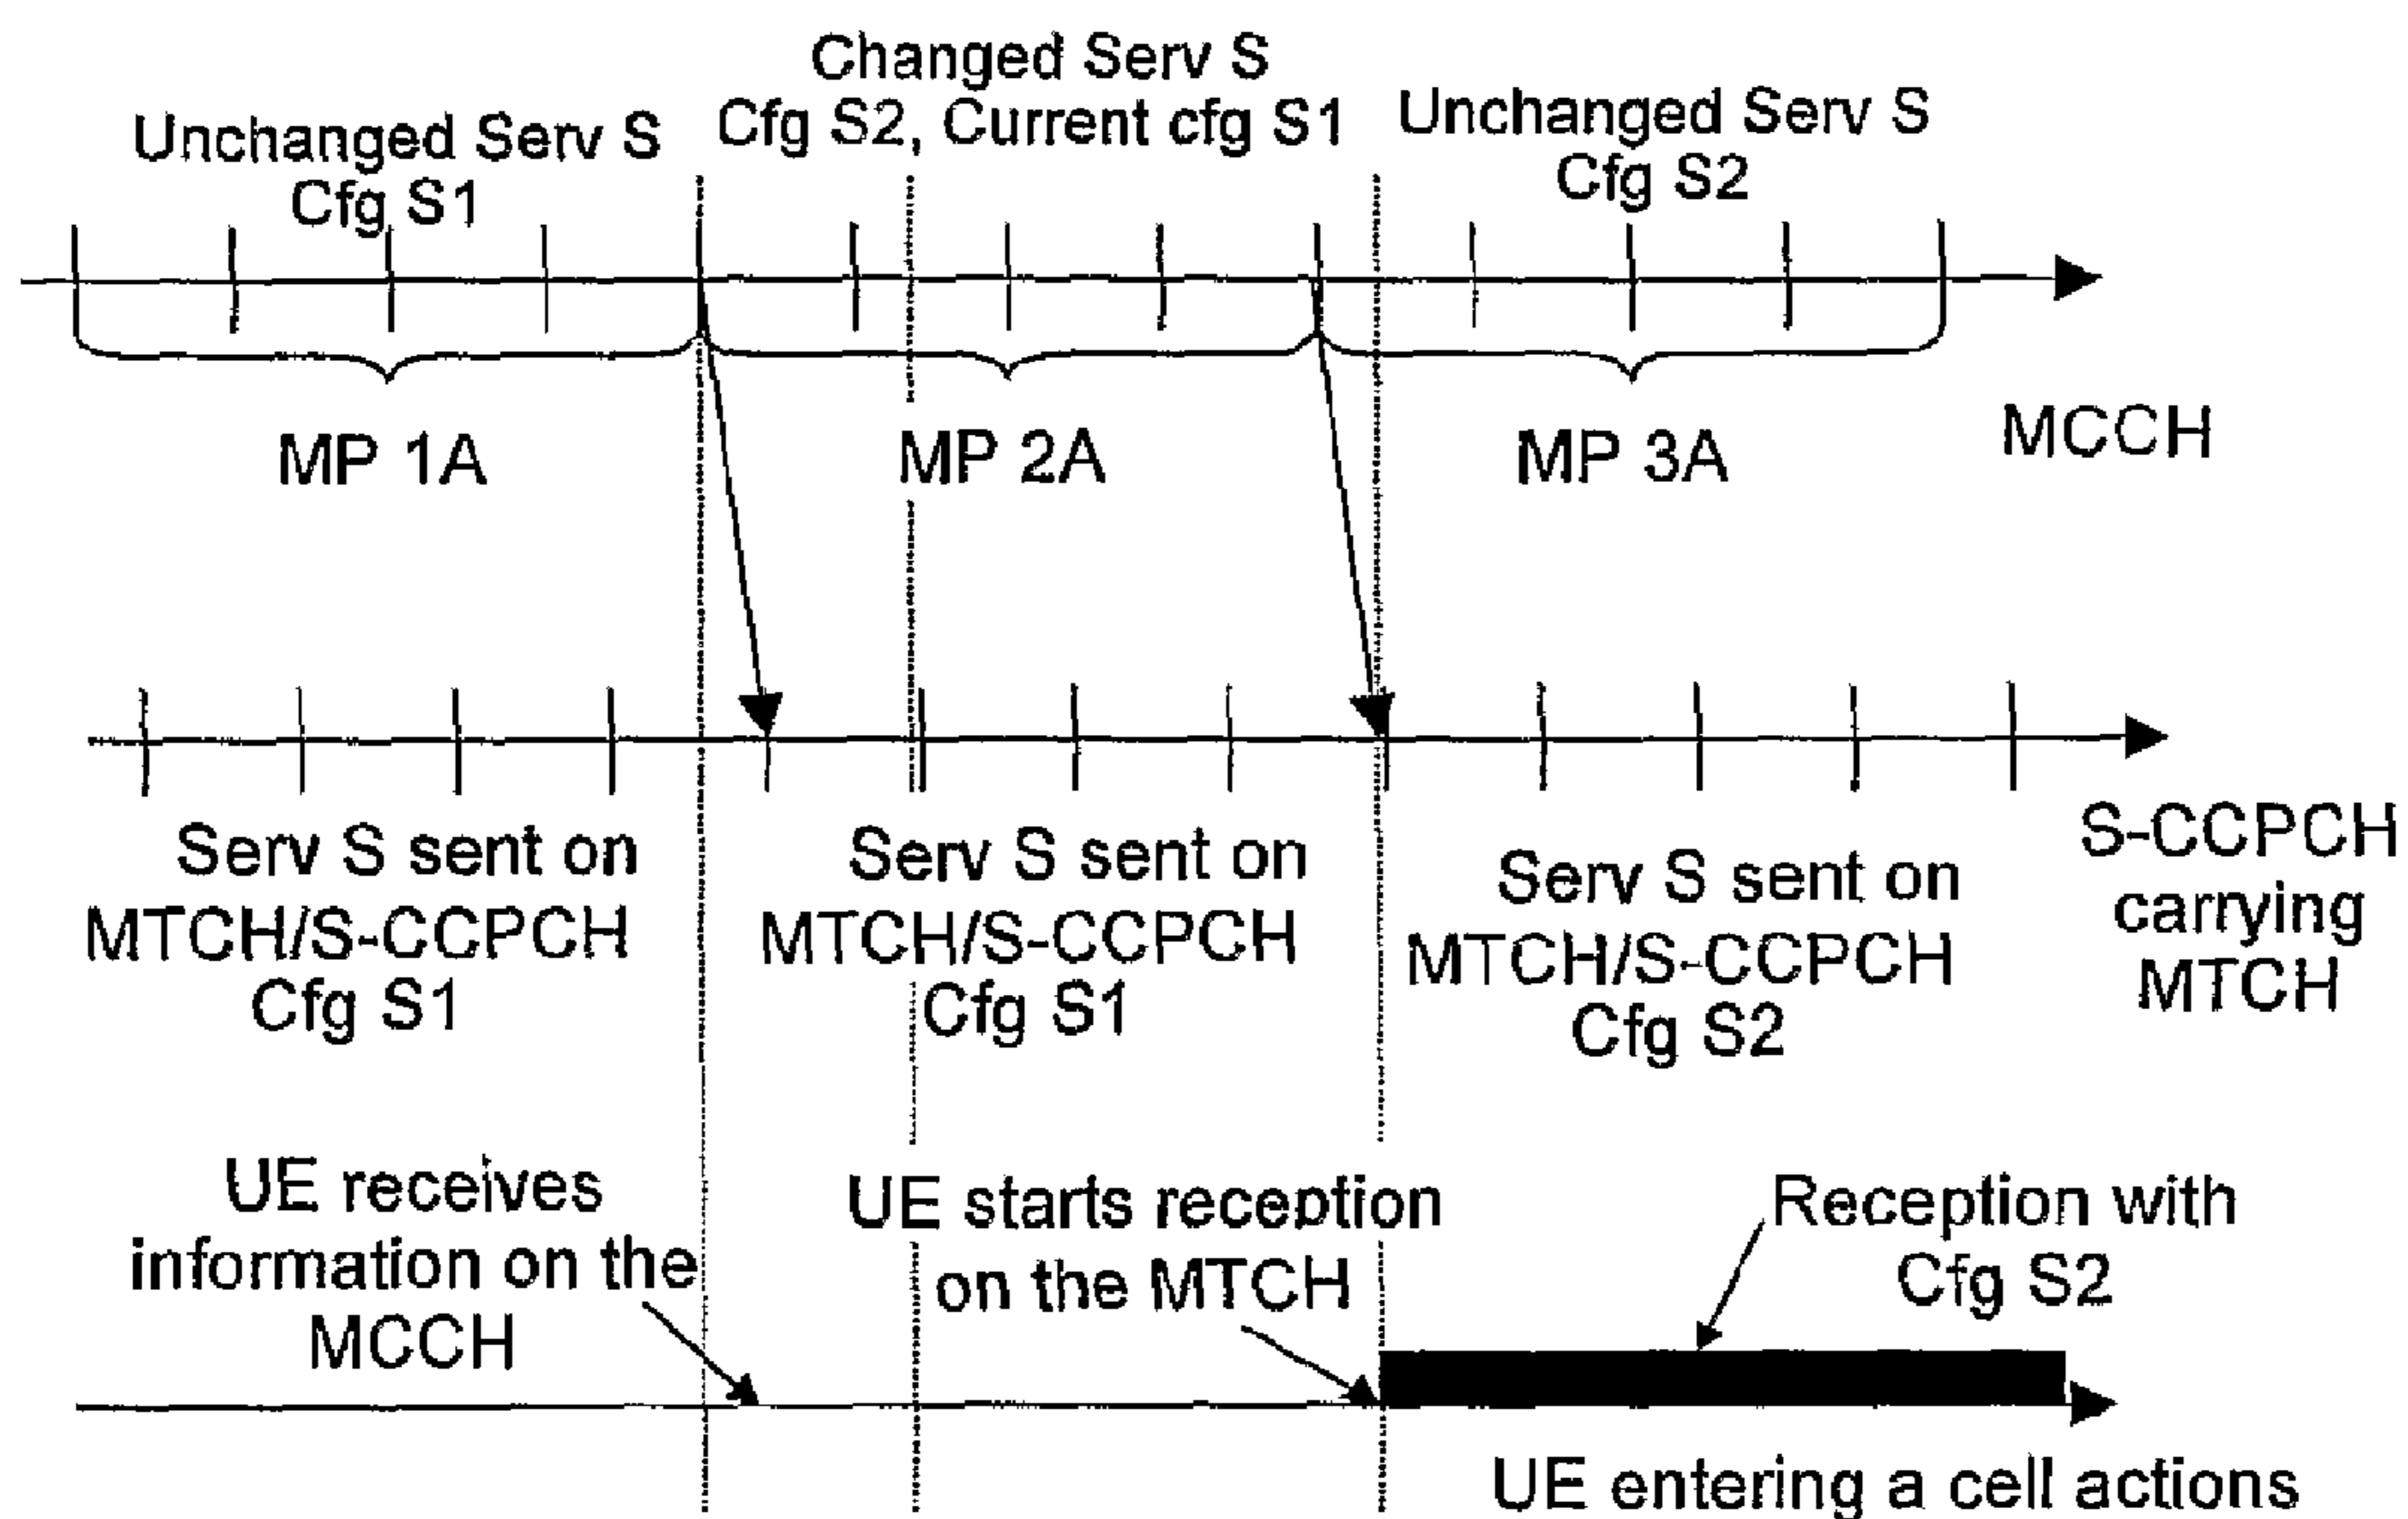 Changed Serv S
Cfg S2, Current cfg S1
Unchanged Serv S
Cfg S1
Unchanged Serv S
Cfg S2
MP 1A
MP 2A
MP 3A
MCCH
Serv S sent on
MTCH/S-CCPCH
Cfg S1
Serv S sent on
MTCH/S-CCPCH
Cfg S1
Serv S sent on
MTCH/S-CCPCH
Cfg S2
S-CCPCH
carrying
MTCH
UE receives
information on the
MCCH
UE starts reception
on the MTCH
Reception with
Cfg S2
UE entering a cell actions